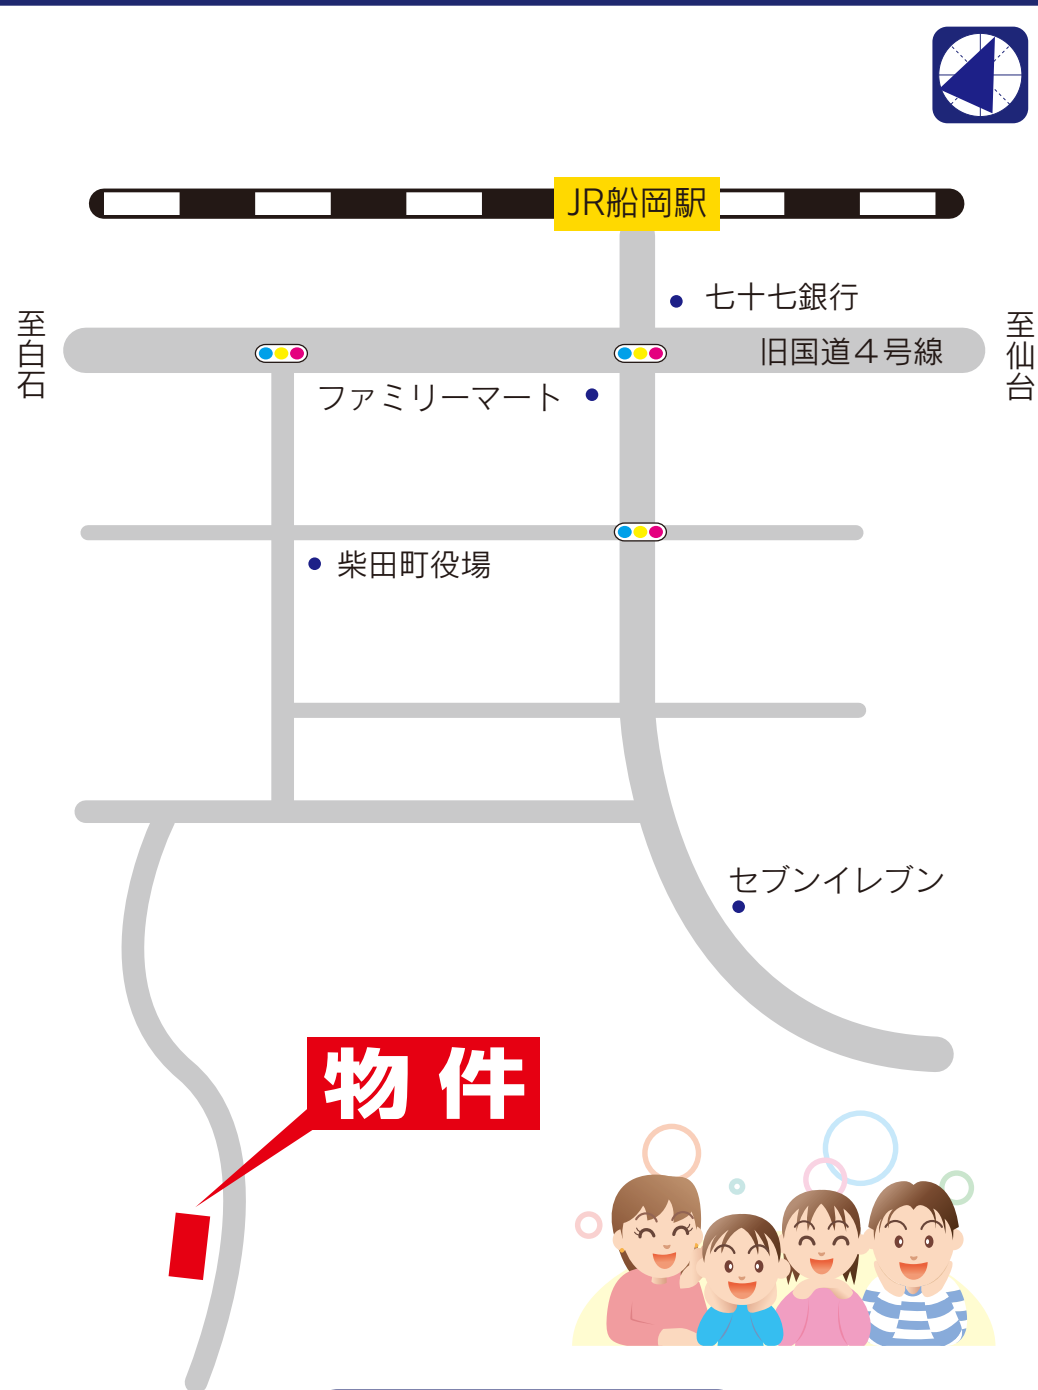 JR船岡駅
七十七銀行
至白石
旧国道4号線
至仙台
ファミリーマート
柴田町役場
セブンイレブン
物件